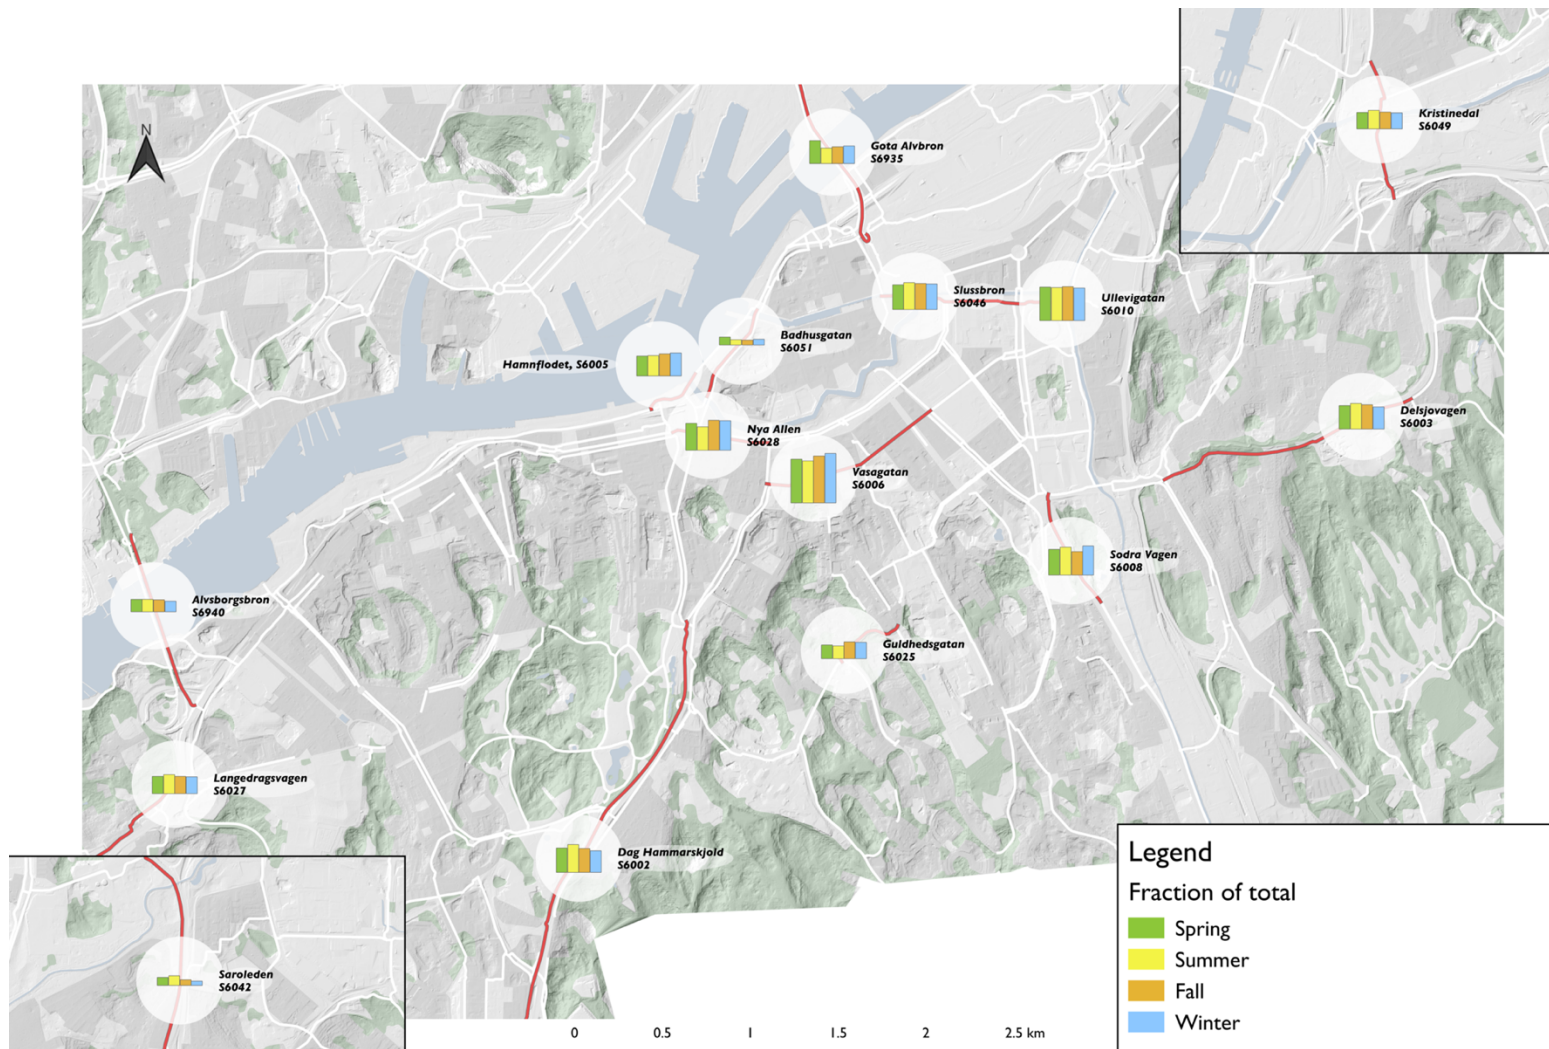 N
Gota Alvbron
S6935
Kristinedal
S6049
Slussbron
S6046
Ullevigatan
S6010
Badhusgatan
S6051
Hamnflodet, S6005
Nya Allen
S6028
Delsjovagen
S6003
Vasagatan
S6006
Sodra Vagen
S6008
Alvsborgsbron
S6940
Guldhedsgatan
S6025
Langedragsvagen
S6027
Dag Hammarskjold
S6002
Saroleden
S6042
Legend
Fraction of total
Spring
Summer
Fall
Winter
0 0.5 1 1.5 2 2.5 km